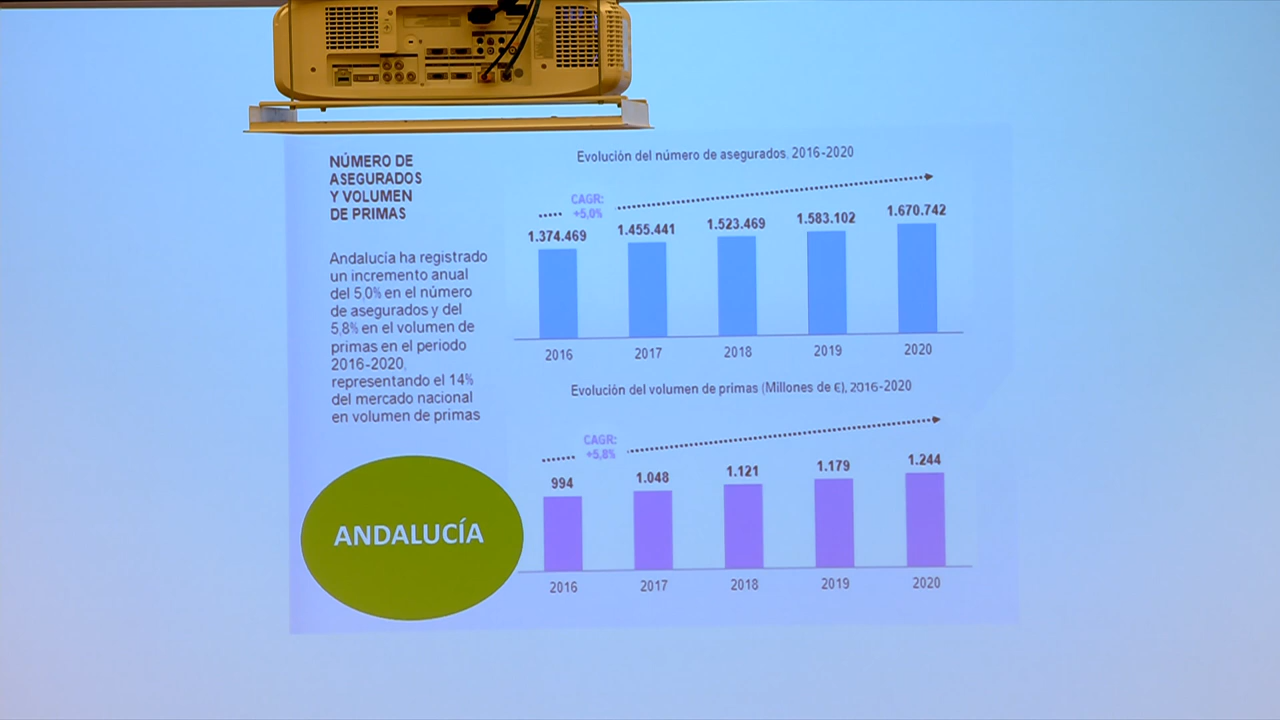 NÚMERO DE
ASEGURADOS
Y VOLUMEN
DE PRIMAS
Andalucía ha registrado
un incremento anual
del 5,0% en el número
de asegurados y del
5,8% en el volumen de
primas en el periodo
2016-2020,
representando el 14%
del mercado nacional
en volumen de primas
ANDALUCÍA
Evolución del número de asegurados, 2016-2020
CAGR:
+5,0%
1.374.469 1.455.441 1.523.469 1.583.102 1.670.742
2016 2017 2018 2019 2020
Evolución del volumen de primas (Millones de €), 2016-2020
CAGR:
+5,8%
994 1.048 1.121 1.179 1.244
2016 2017 2018 2019 2020